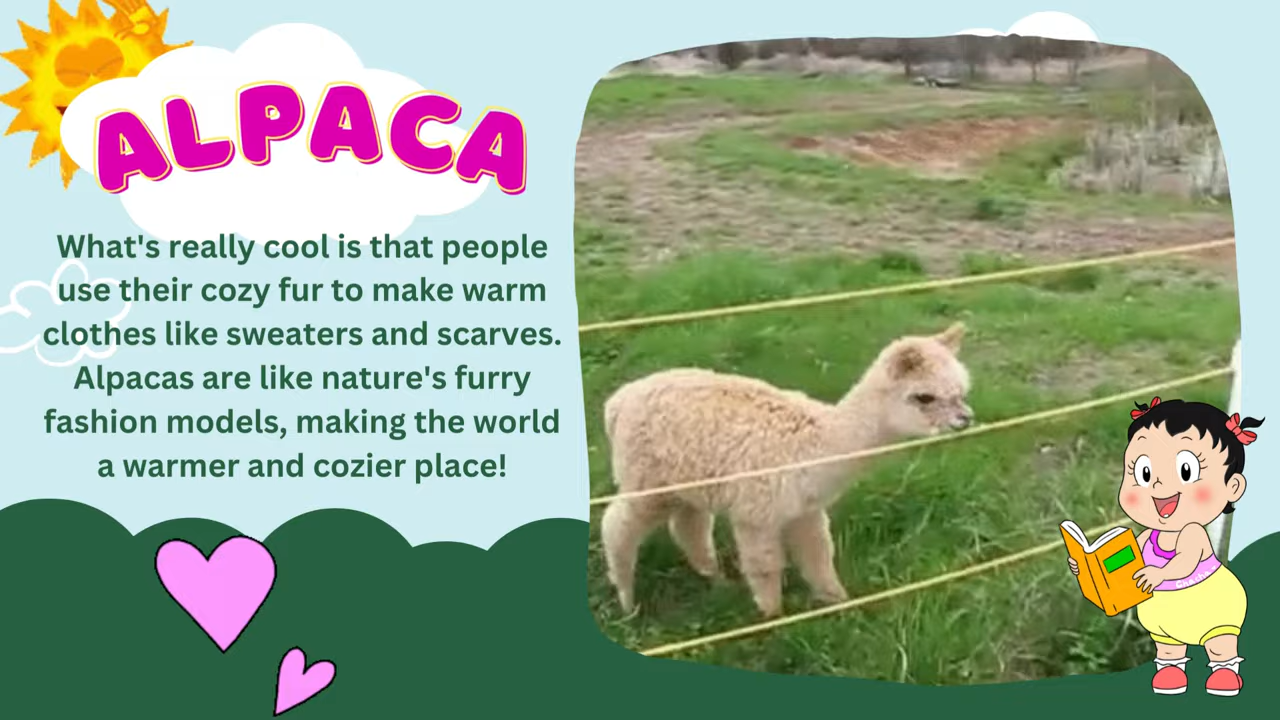 ALPACA
What's really cool is that people
use their cozy fur to make warm
clothes like sweaters and scarves.
Alpacas are like nature's furry
fashion models, making the world
a warmer and cozier place!